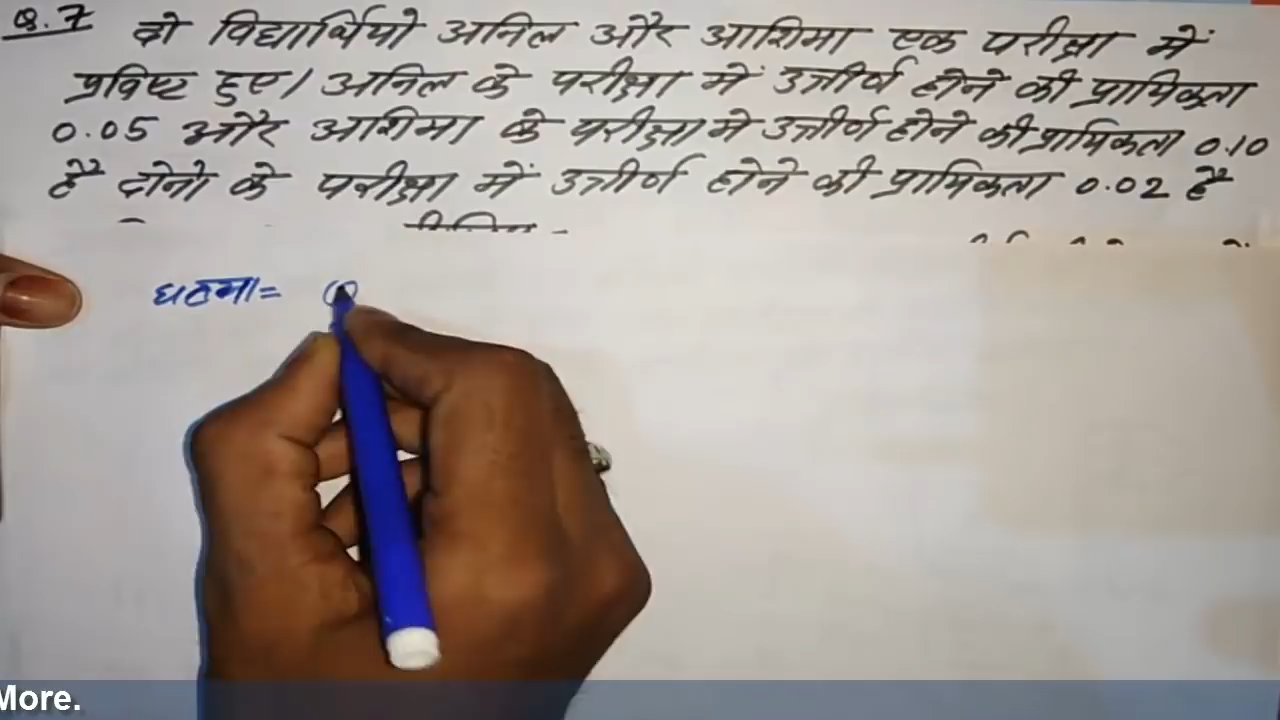 Q.7 दो विद्यार्थियो अनिल और आशिमा एक परीक्षा में
प्रविष्ट हुए। अनिल के परीक्षा में उत्तीर्ण होने की प्रायिकता
0.05 और आशिमा के परीक्षा मे उत्तीर्ण होने की प्रायिकता 0.10
है दोनो के परीक्षा में उत्तीर्ण होने की प्रायिकता 0.02 है
घटना =
More.